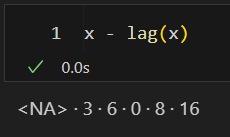 1 x - lag(x)
✓ 0.0s
<NA> · 3 · 6 · 0 · 8 · 16